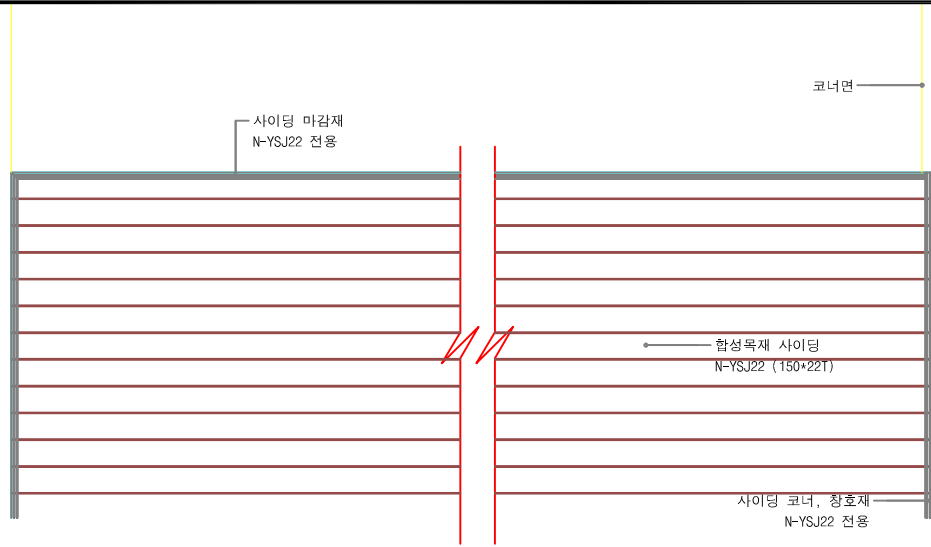 코너면
사이딩 마감재
N-YSJ22 전용
합성목재 사이딩
N-YSJ22 (150*22T)
사이딩 코너, 창호재
N-YSJ22 전용